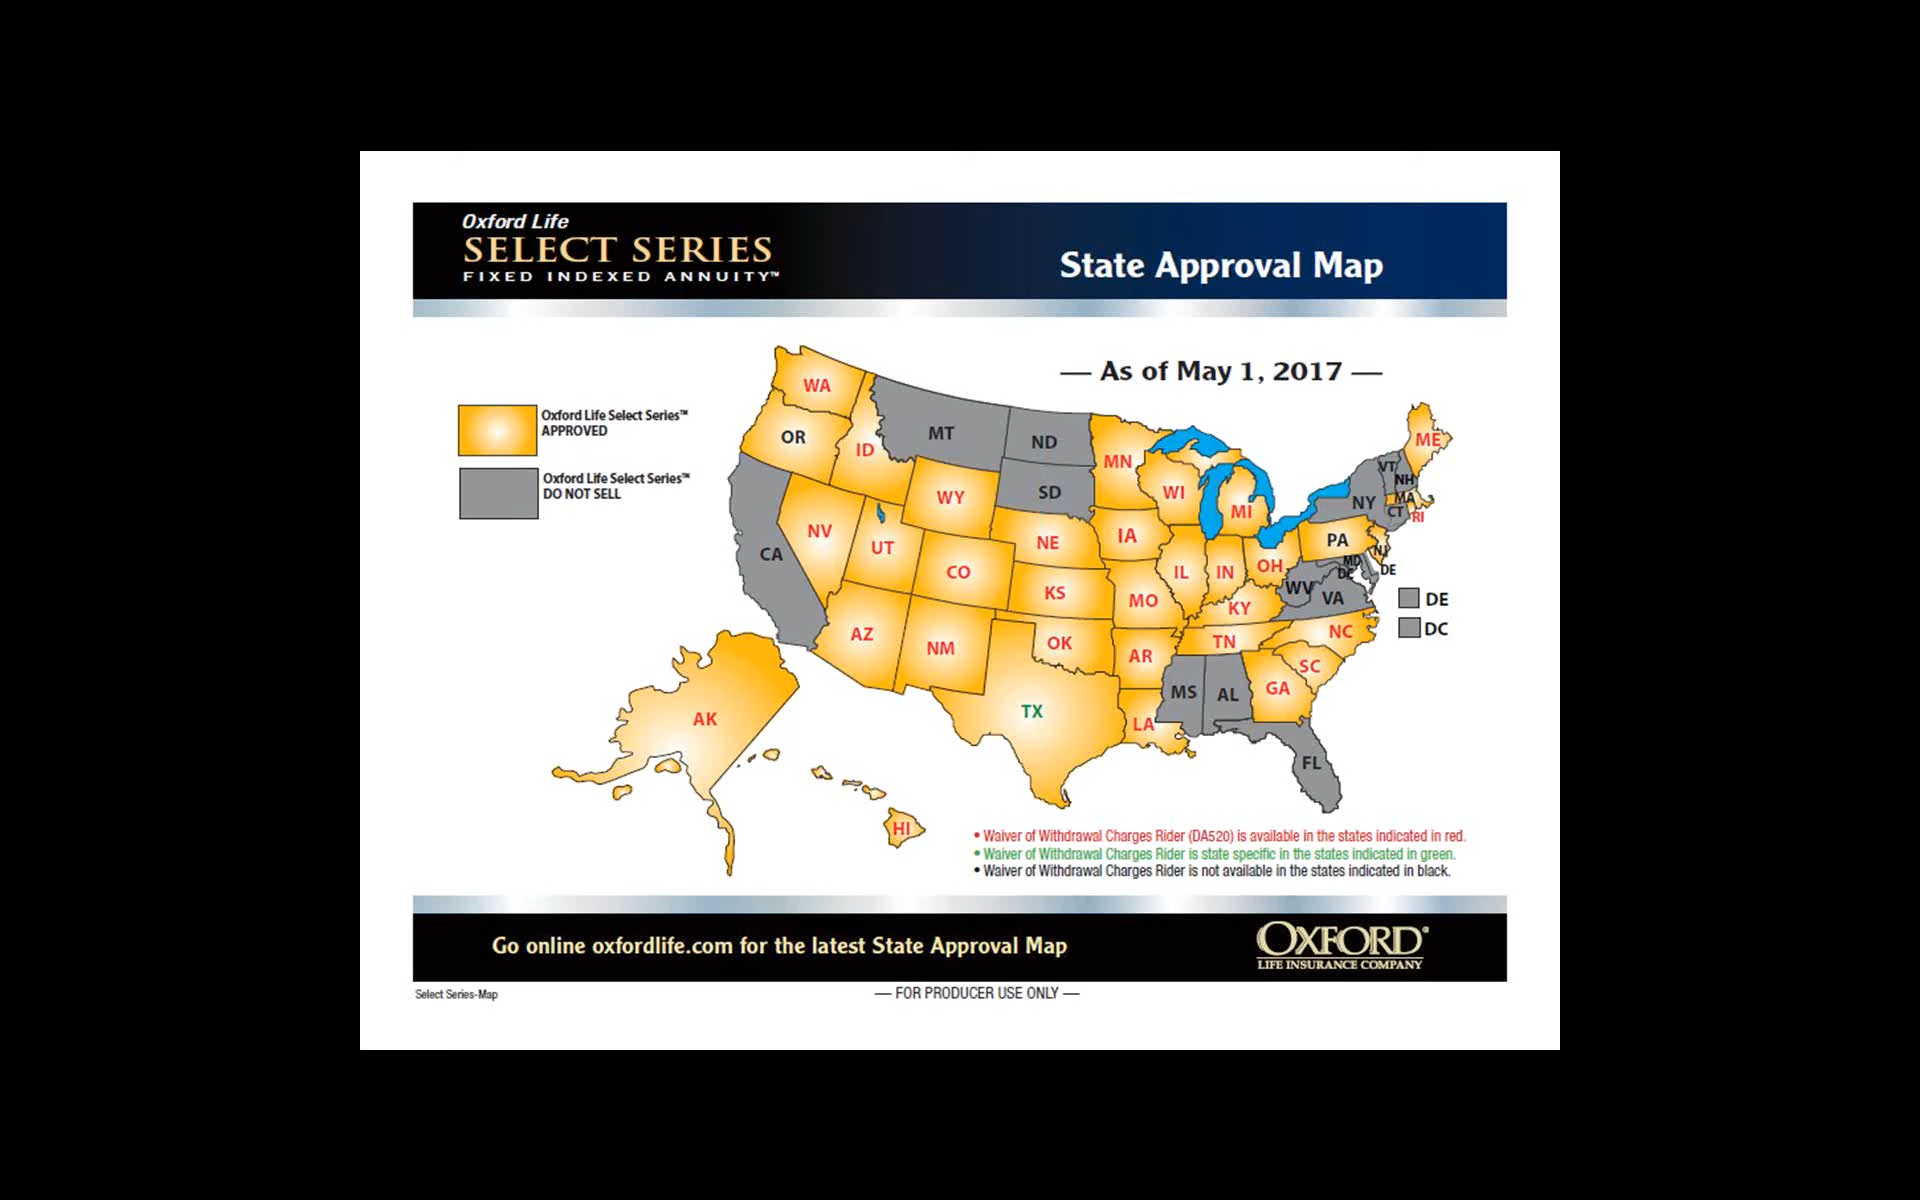 Oxford Life
SELECT SERIES
FIXED INDEXED ANNUITY™
State Approval Map
— As of May 1, 2017 —
Oxford Life Select Series™
APPROVED
Oxford Life Select Series™
DO NOT SELL
WA
OR
ID
MT
ND
MN
ME
WY
SD
WI
MI
VT
NH
NY
MA
CT
RI
CA
NV
UT
CO
NE
IA
IL
IN
OH
PA
NJ
MD
DE
DC
KS
MO
KY
WV
VA
DE
DC
AZ
NM
OK
AR
TN
NC
SC
TX
LA
MS
AL
GA
FL
AK
HI
• Waiver of Withdrawal Charges Rider (DA520) is available in the states indicated in red.
• Waiver of Withdrawal Charges Rider is state specific in the states indicated in green.
• Waiver of Withdrawal Charges Rider is not available in the states indicated in black.
Go online oxfordlife.com for the latest State Approval Map
OXFORD®
LIFE INSURANCE COMPANY
Select Series-Map
— FOR PRODUCER USE ONLY —